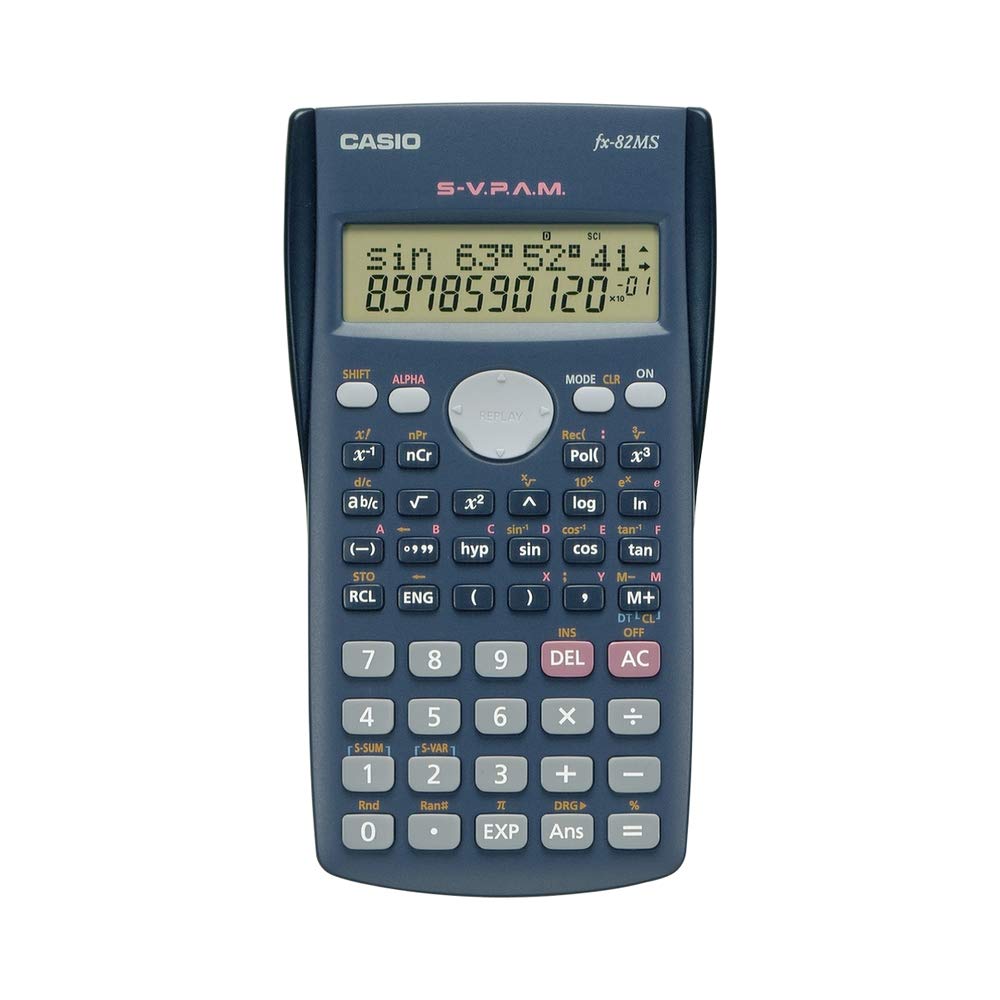 CASIO fx-82MS
S-V.P.A.M.
D SCI
sin 63°52°41
8.978590120×10-01
SHIFT ALPHA MODE CLR ON
REPLAY
x! nPr Rec( : ³√
x⁻¹ nCr Pol( x³
d/c ˣ√ 10ˣ eˣ e
ab/c √ x² ^ log ln
A ← B C sin⁻¹ D cos⁻¹ E tan⁻¹ F
(−) °,,, hyp sin cos tan
STO ← X ; Y M− M
RCL ENG ( ) , M+
DT CL
INS OFF
7 8 9 DEL AC
4 5 6 × ÷
S-SUM S-VAR
1 2 3 + −
Rnd Ran# π DRG▶ %
0 . EXP Ans =